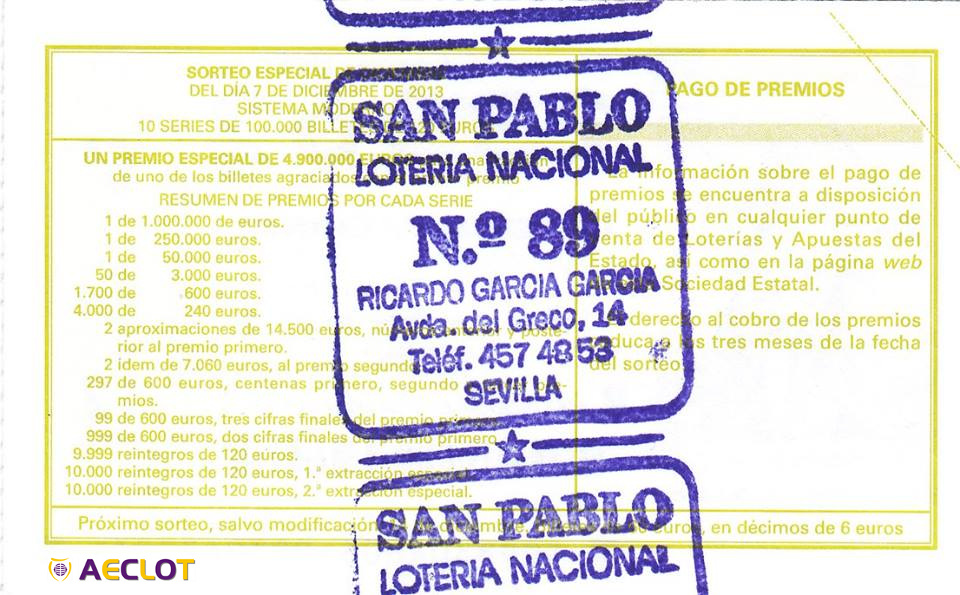 SORTEO ESPECIAL DE
DEL DÍA 7 DE DICIEMBRE DE 2013
SISTEMA MODERNO
10 SERIES DE 100.000 BILLETES DE 120 EUROS
UN PREMIO ESPECIAL DE 4.900.000 EUROS
de uno de los billetes agraciados premio
RESUMEN DE PREMIOS POR CADA SERIE
1 de 1.000.000 de euros.
1 de 250.000 euros.
1 de 50.000 euros.
50 de 3.000 euros.
1.700 de 600 euros.
4.000 de 240 euros.
2 aproximaciones de 14.500 euros, y poste-
rior al premio primero.
2 idem de 7.060 euros, al premio segundo
297 de 600 euros, centenas primero, segundo
mios.
99 de 600 euros, tres cifras finales del premio primero.
999 de 600 euros, dos cifras finales del premio primero.
9.999 reintegros de 120 euros.
10.000 reintegros de 120 euros, 1.ª extracción especial.
10.000 reintegros de 120 euros, 2.ª extracción especial.
PAGO DE PREMIOS
La información sobre el pago de
premios se encuentra a disposición
del público en cualquier punto de
venta de Loterías y Apuestas del
Estado, así como en la página web
Sociedad Estatal.
El derecho al cobro de los premios
caduca a los tres meses de la fecha
del sorteo.
Próximo sorteo, salvo modificación, euros, en décimos de 6 euros
SAN PABLO
LOTERIA NACIONAL
N.º 89
RICARDO GARCIA GARCIA
Avda. del Greco, 14
Teléf. 457 48 53
SEVILLA
SAN PABLO
LOTERIA NACIONAL
AECLOT